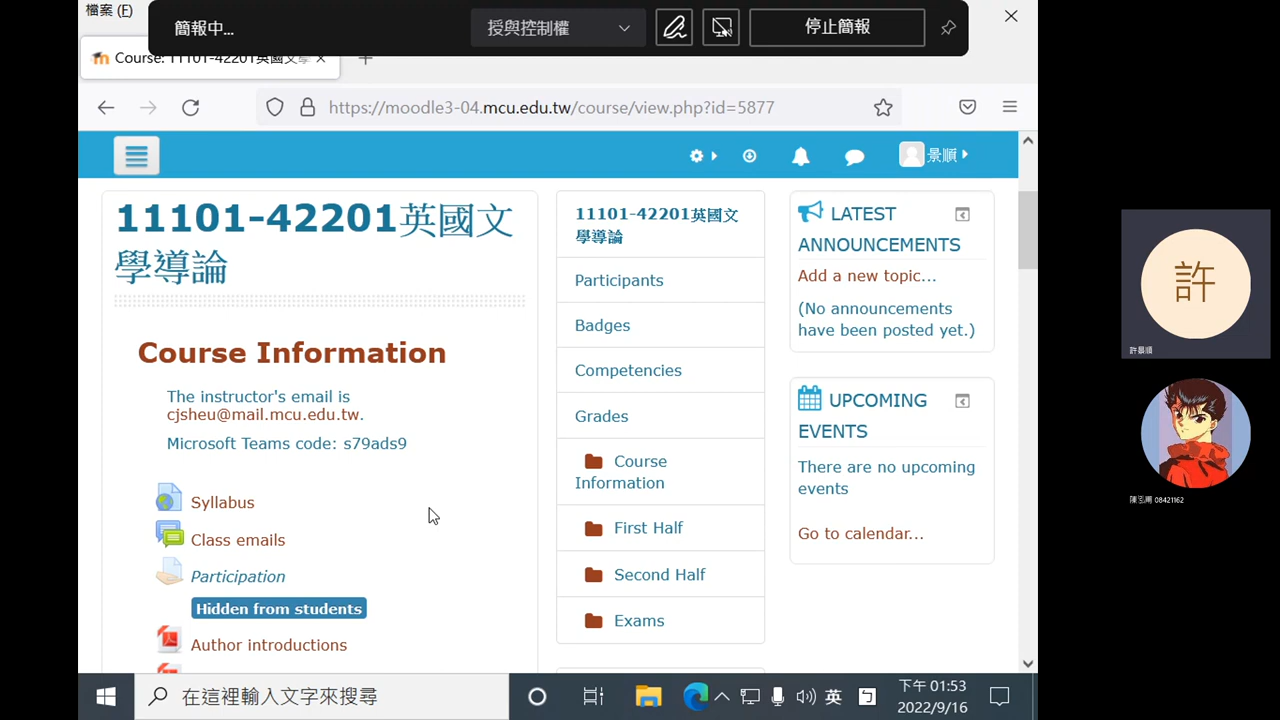 檔案 (F)
簡報中...
授與控制權
停止簡報
Course: 11101-42201英國文學
https://moodle3-04.mcu.edu.tw/course/view.php?id=5877
景順
11101-42201英國文
學導論
Course Information
The instructor's email is
cjsheu@mail.mcu.edu.tw.
Microsoft Teams code: s79ads9
Syllabus
Class emails
Participation
Hidden from students
Author introductions
11101-42201英國文
學導論
Participants
Badges
Competencies
Grades
Course
Information
First Half
Second Half
Exams
LATEST
ANNOUNCEMENTS
Add a new topic...
(No announcements
have been posted yet.)
UPCOMING
EVENTS
There are no upcoming
events
Go to calendar...
許
許景順
08421162
在這裡輸入文字來搜尋
英
下午 01:53
2022/9/16